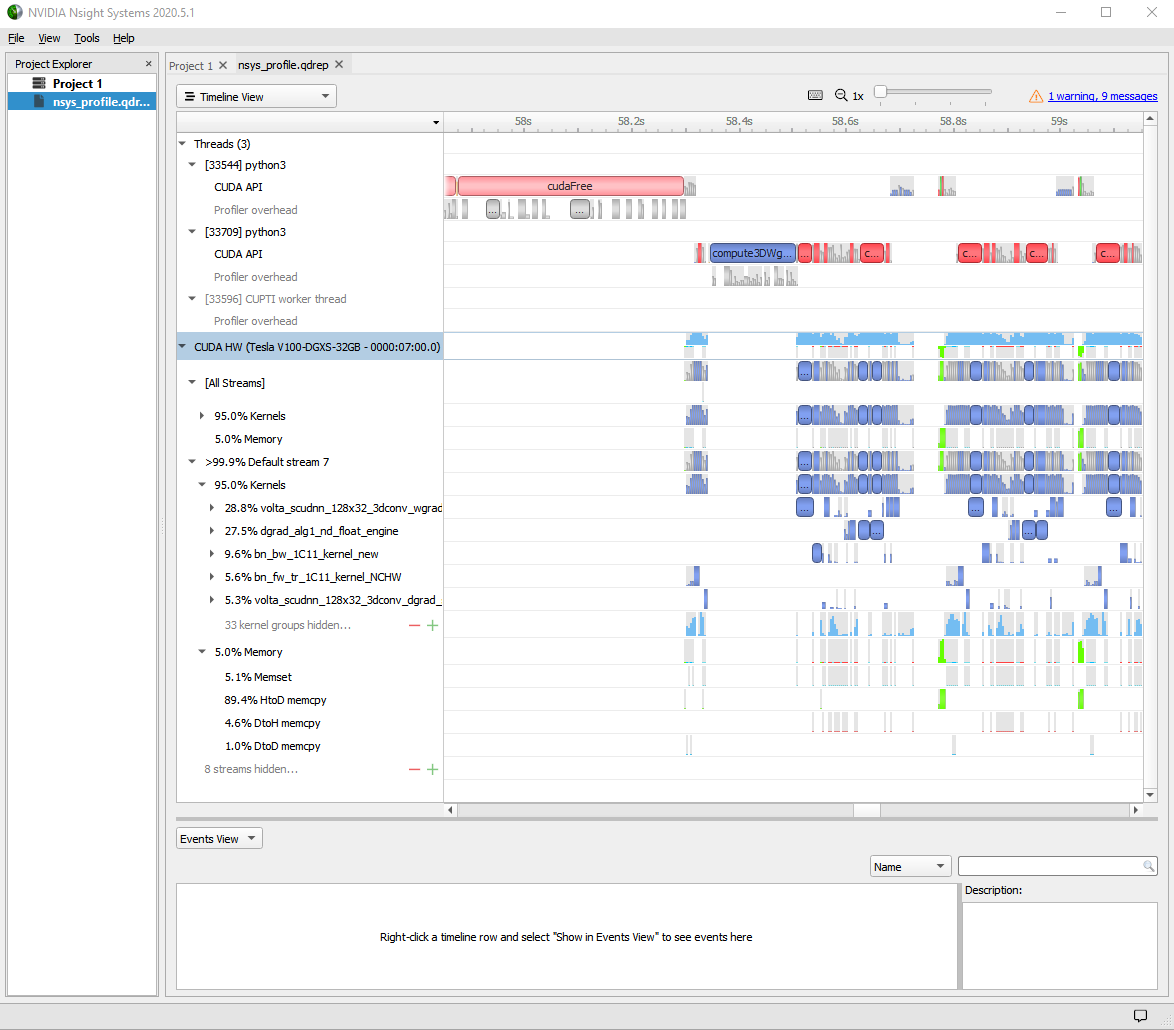 NVIDIA Nsight Systems 2020.5.1
File View Tools Help
Project Explorer
Project 1
nsys_profile.qdr...
Project 1 nsys_profile.qdrep
Timeline View
1x
1 warning, 9 messages
58s 58.2s 58.4s 58.6s 58.8s 59s
Threads (3)
[33544] python3
CUDA API
cudaFree
Profiler overhead
... ...
[33709] python3
CUDA API
compute3DWg... ... c... c... c... c...
Profiler overhead
[33596] CUPTI worker thread
Profiler overhead
CUDA HW (Tesla V100-DGXS-32GB - 0000:07:00.0)
[All Streams]
...
95.0% Kernels
...
5.0% Memory
>99.9% Default stream 7
...
95.0% Kernels
...
28.8% volta_scudnn_128x32_3dconv_wgrad
... ... ...
27.5% dgrad_alg1_nd_float_engine
... ... ...
9.6% bn_bw_1C11_kernel_new
5.6% bn_fw_tr_1C11_kernel_NCHW
5.3% volta_scudnn_128x32_3dconv_dgrad_
33 kernel groups hidden...
5.0% Memory
5.1% Memset
89.4% HtoD memcpy
4.6% DtoH memcpy
1.0% DtoD memcpy
8 streams hidden...
Events View
Name
Description:
Right-click a timeline row and select "Show in Events View" to see events here